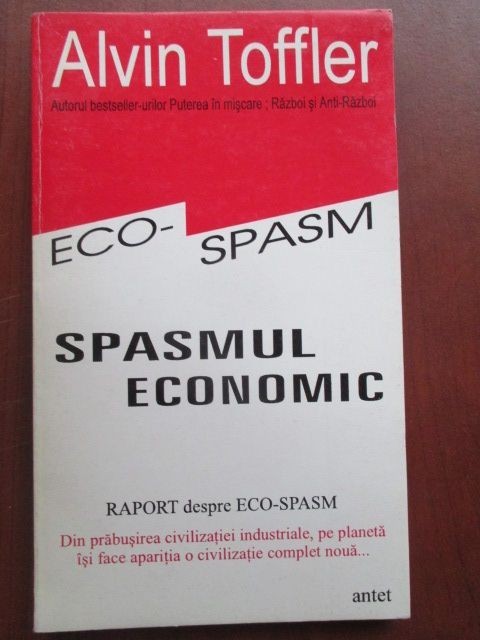 Alvin Toffler
Autorul bestseller-urilor Puterea în mişcare ; Război şi Anti-Război
ECO-SPASM
SPASMUL
ECONOMIC
RAPORT despre ECO-SPASM
Din prăbuşirea civilizaţiei industriale, pe planetă
îşi face apariţia o civilizaţie complet nouă...
antet